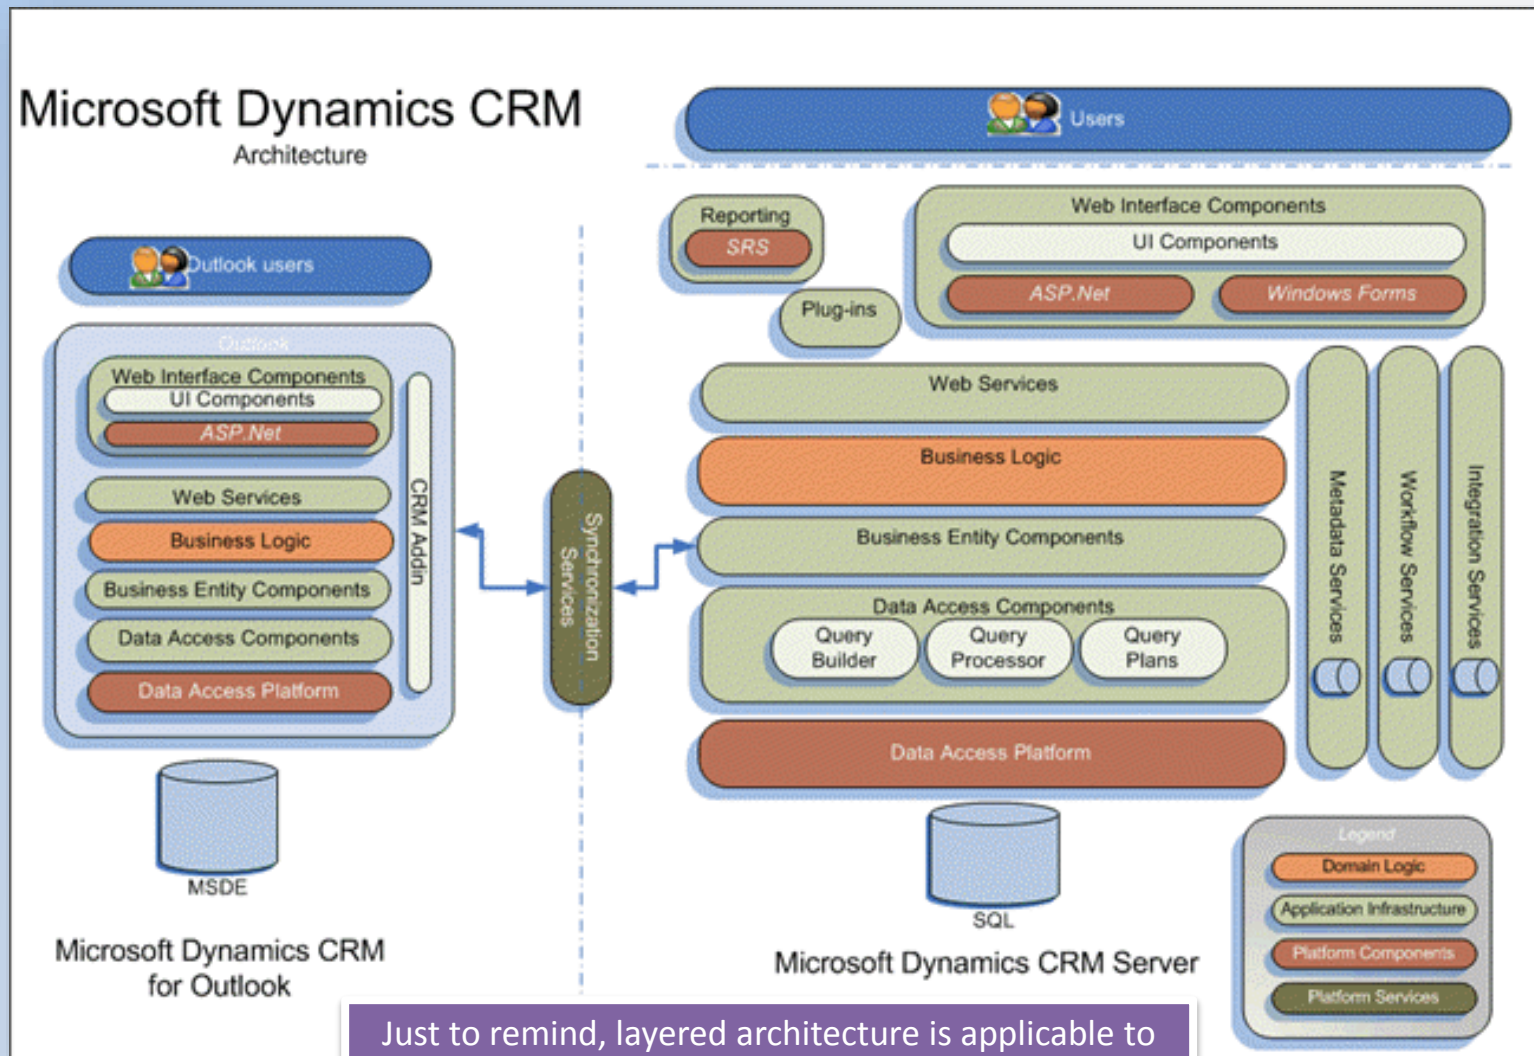 Microsoft Dynamics CRM
Architecture
Users
Reporting
SRS
Plug-ins
Web Interface Components
UI Components
ASP.Net
Windows Forms
Outlook users
Outlook
Web Interface Components
UI Components
ASP.Net
Web Services
Business Logic
Business Entity Components
Data Access Components
Data Access Platform
CRM Addin
Synchronization
Services
Web Services
Business Logic
Business Entity Components
Data Access Components
Query
Builder
Query
Processor
Query
Plans
Data Access Platform
Metadata Services
Workflow Services
Integration Services
MSDE
SQL
Microsoft Dynamics CRM
for Outlook
Microsoft Dynamics CRM Server
Legend
Domain Logic
Application Infrastructure
Platform Components
Platform Services
Just to remind, layered architecture is applicable to